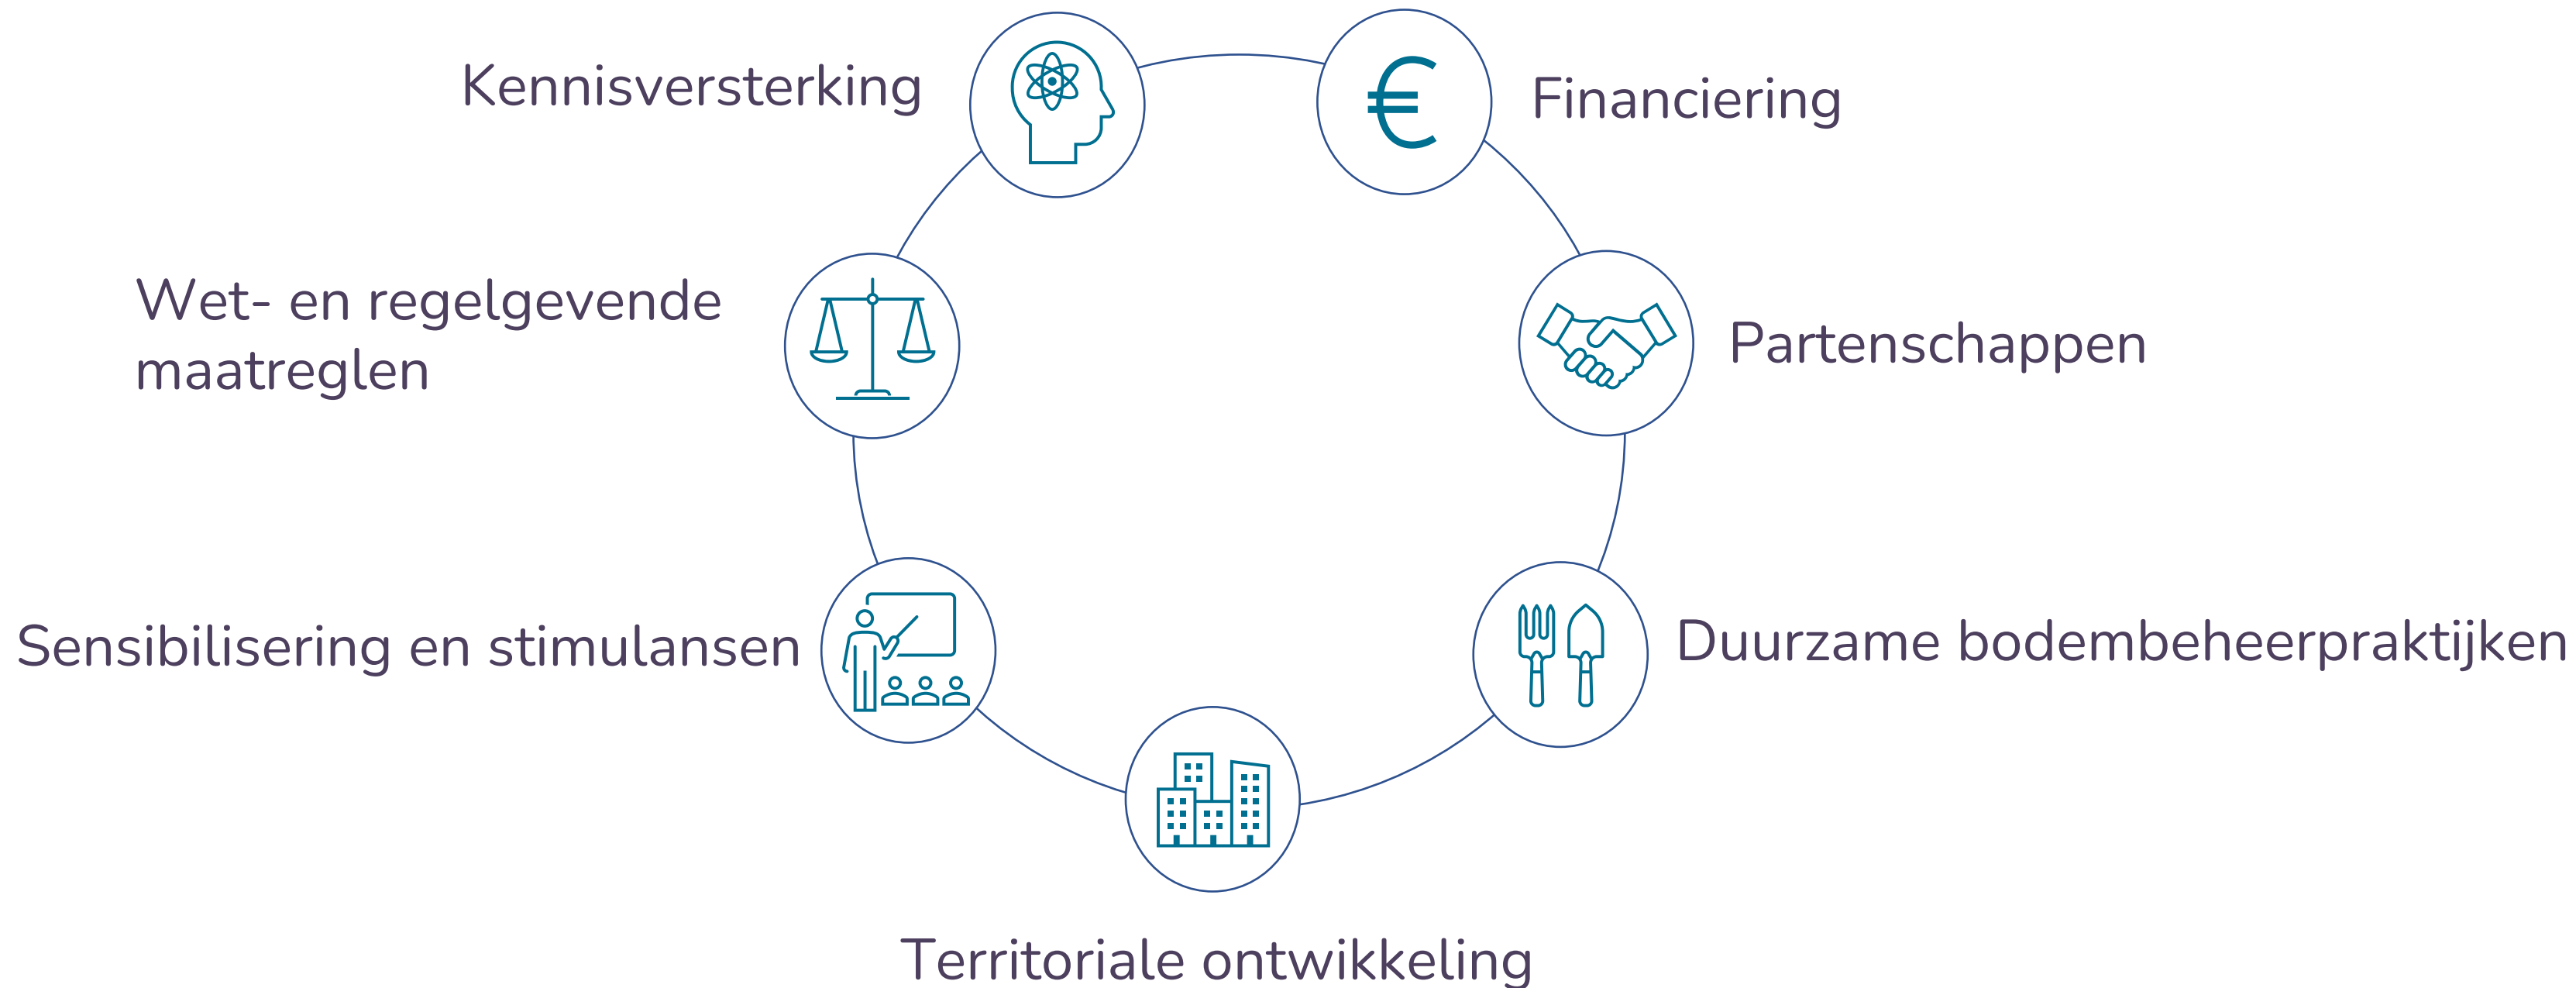 Kennisversterking
Financiering
Wet- en regelgevende
maatreglen
Partenschappen
Sensibilisering en stimulansen
Duurzame bodembeheerpraktijken
Territoriale ontwikkeling